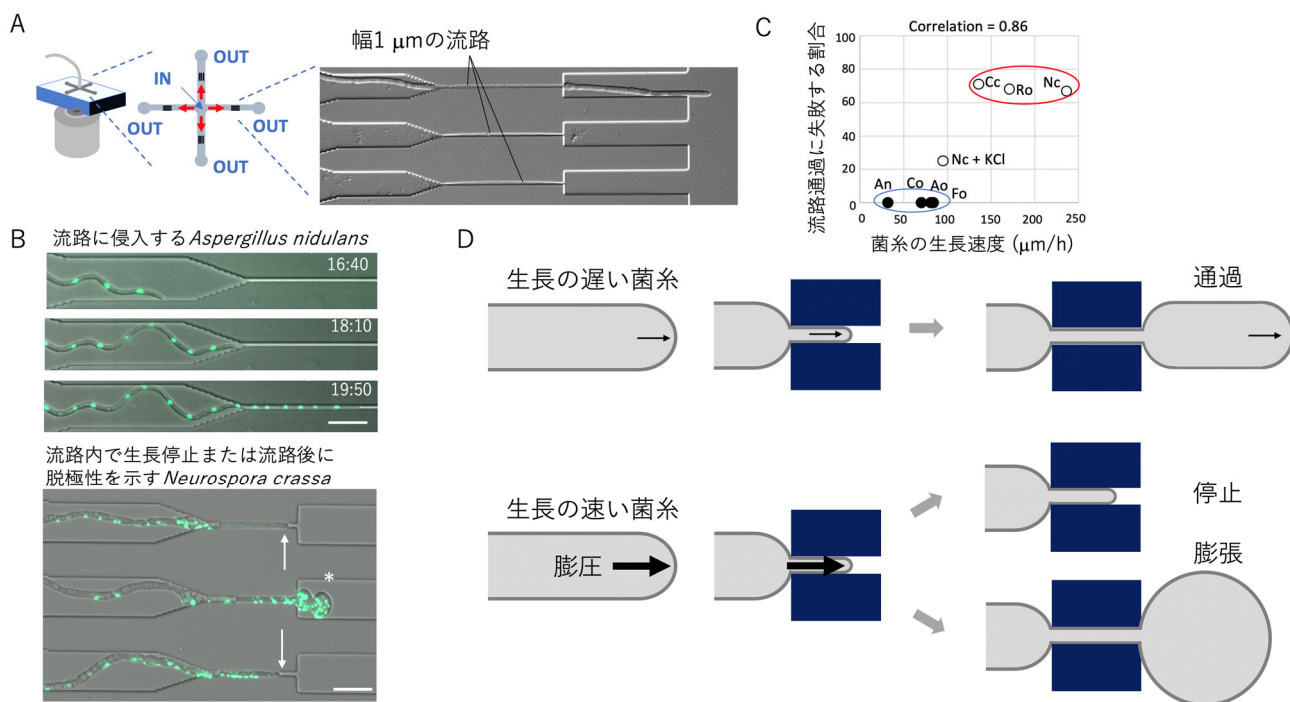 A
IN
OUT
OUT
OUT
OUT
幅1 μmの流路
B
流路に侵入するAspergillus nidulans
16:40
18:10
19:50
流路内で生長停止または流路後に
脱極性を示すNeurospora crassa
*
C
Correlation = 0.86
流路通過に失敗する割合
100
80
60
40
20
0
Cc
Ro
Nc
Nc + KCl
An
Co
Ao
Fo
0
50
100
150
200
250
菌糸の生長速度 (μm/h)
D
生長の遅い菌糸
通過
生長の速い菌糸
膨圧
停止
膨張